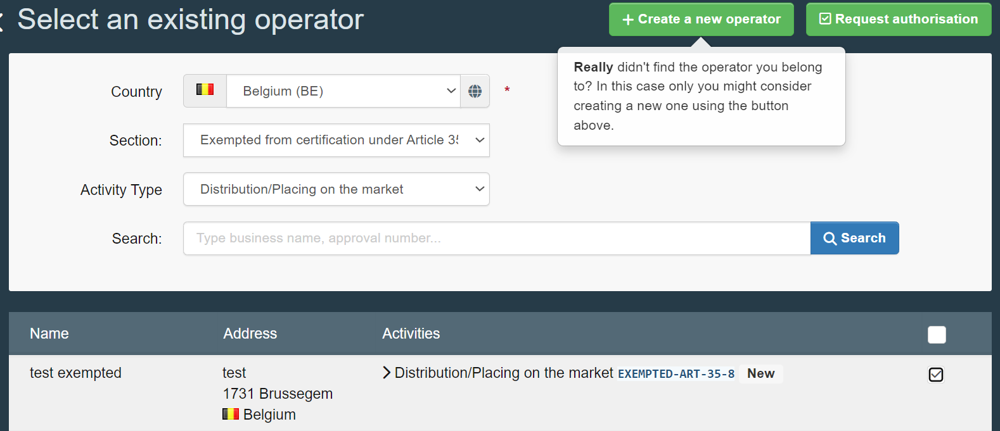 Select an existing operator
Create a new operator
Request authorisation
Really didn't find the operator you belong
to? In this case only you might consider
creating a new one using the button
above.
Country
Belgium (BE)
*
Section:
Exempted from certification under Article 35
Activity Type
Distribution/Placing on the market
Search:
Type business name, approval number...
Search
Name
Address
Activities
test exempted
test
1731 Brussegem
Belgium
Distribution/Placing on the market EXEMPTED-ART-35-8 New